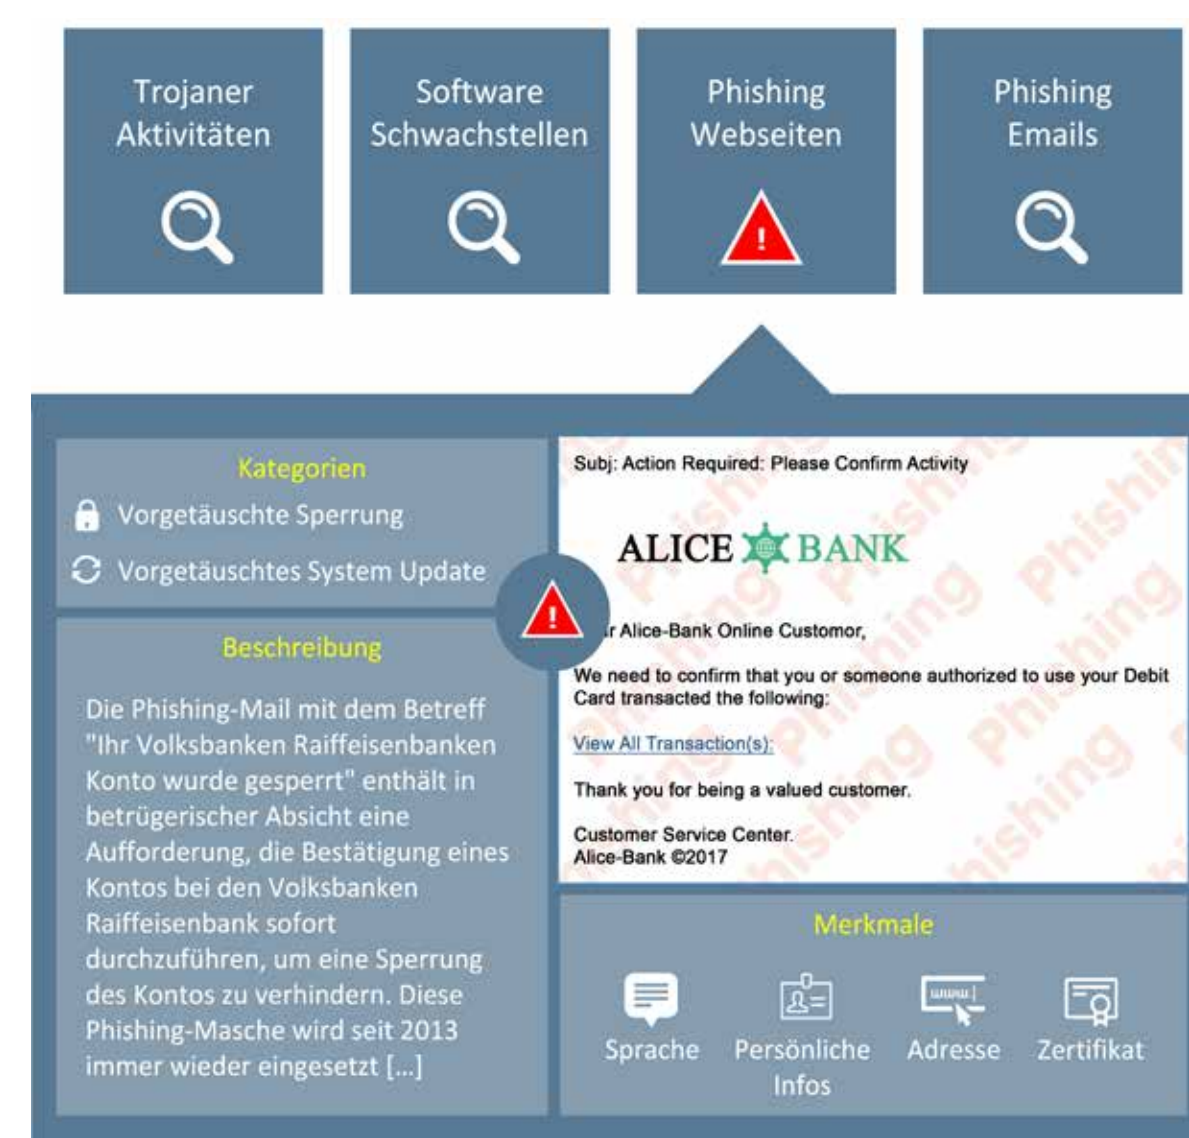 Trojaner
Aktivitäten
Software
Schwachstellen
Phishing
Webseiten
!
Phishing
Emails
Kategorien
Vorgetäuschte Sperrung
Vorgetäuschtes System Update
!
Beschreibung
Die Phishing-Mail mit dem Betreff
"Ihr Volksbanken Raiffeisenbanken
Konto wurde gesperrt" enthält in
betrügerischer Absicht eine
Aufforderung, die Bestätigung eines
Kontos bei den Volksbanken
Raiffeisenbank sofort
durchzuführen, um eine Sperrung
des Kontos zu verhindern. Diese
Phishing-Masche wird seit 2013
immer wieder eingesetzt [...]
Subj: Action Required: Please Confirm Activity
ALICE BANK
Alice-Bank Online Customor,
We need to confirm that you or someone authorized to use your Debit
Card transacted the following:
View All Transaction(s):
Thank you for being a valued customer.
Customer Service Center.
Alice-Bank ©2017
Phishing
Merkmale
Sprache
Persönliche
Infos
www
Adresse
Zertifikat